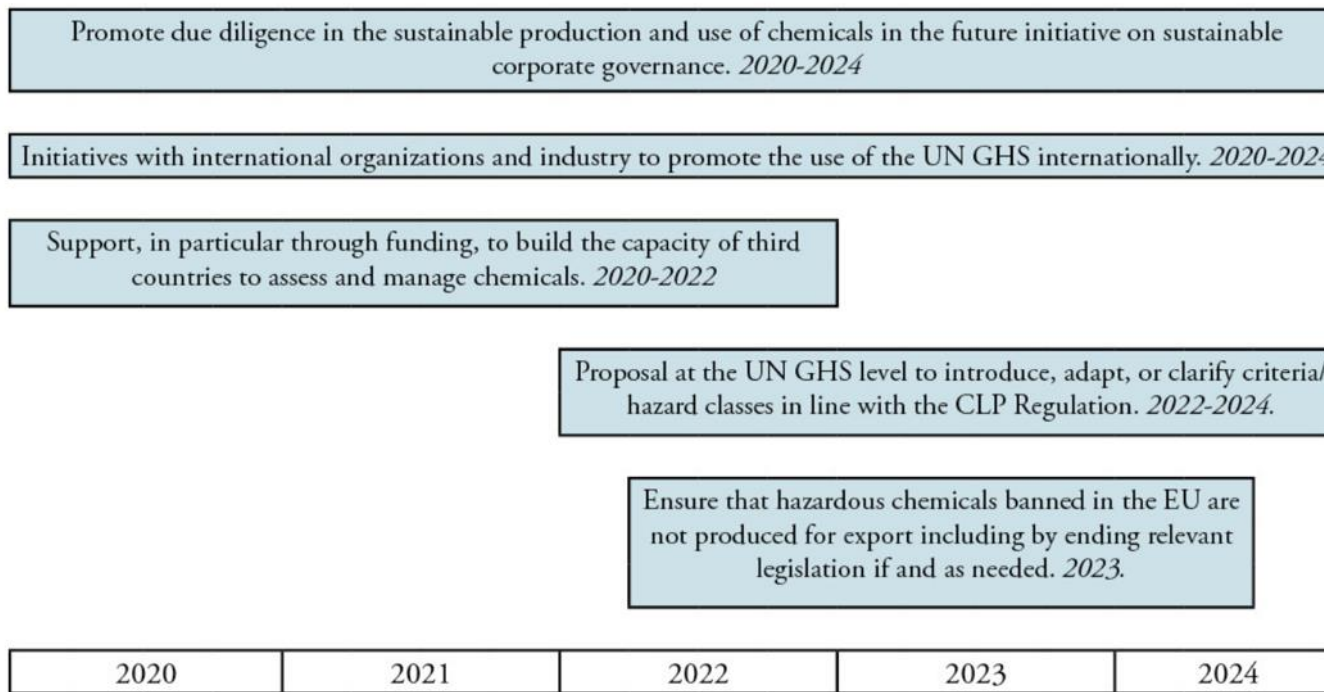 Promote due diligence in the sustainable production and use of chemicals in the future initiative on sustainable
corporate governance. 2020-2024
Initiatives with international organizations and industry to promote the use of the UN GHS internationally. 2020-2024
Support, in particular through funding, to build the capacity of third
countries to assess and manage chemicals. 2020-2022
Proposal at the UN GHS level to introduce, adapt, or clarify criteria/
hazard classes in line with the CLP Regulation. 2022-2024.
Ensure that hazardous chemicals banned in the EU are
not produced for export including by ending relevant
legislation if and as needed. 2023.
2020 2021 2022 2023 2024